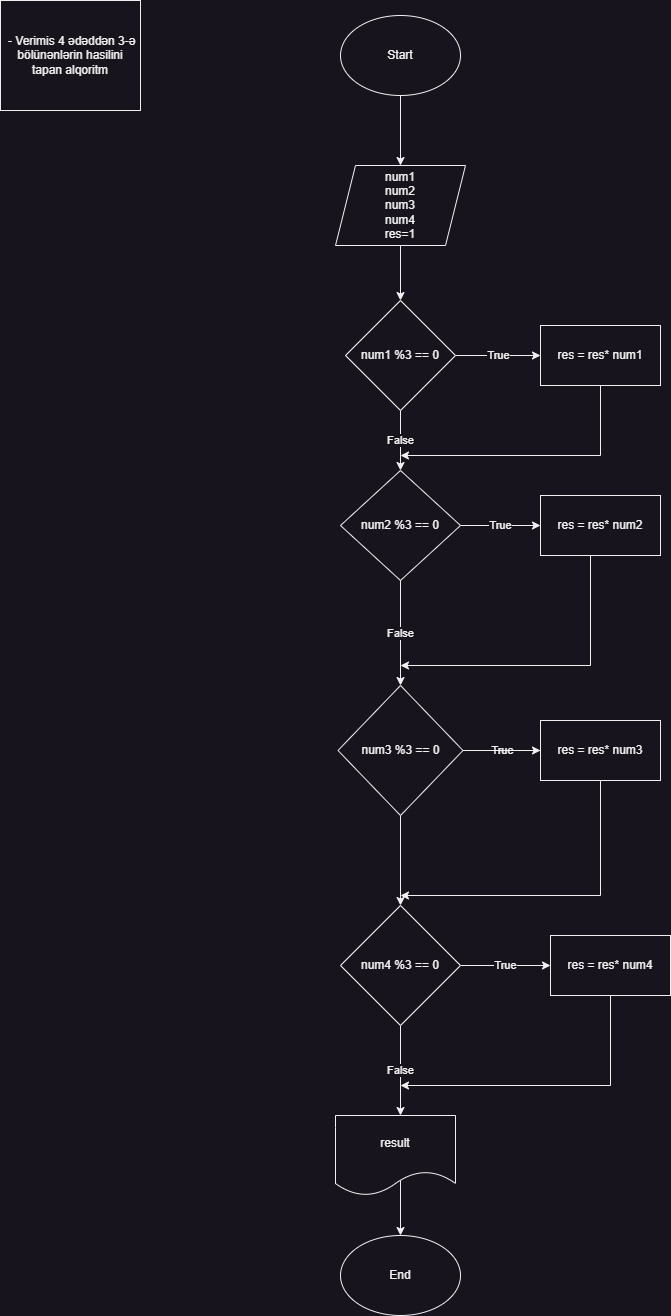 - Verimis 4 ədəddən 3-ə
bölünənlərin hasilini
tapan alqoritm
Start
num1
num2
num3
num4
res=1
num1 %3 == 0
True
res = res* num1
False
num2 %3 == 0
True
res = res* num2
False
num3 %3 == 0
True
res = res* num3
num4 %3 == 0
True
res = res* num4
False
result
End